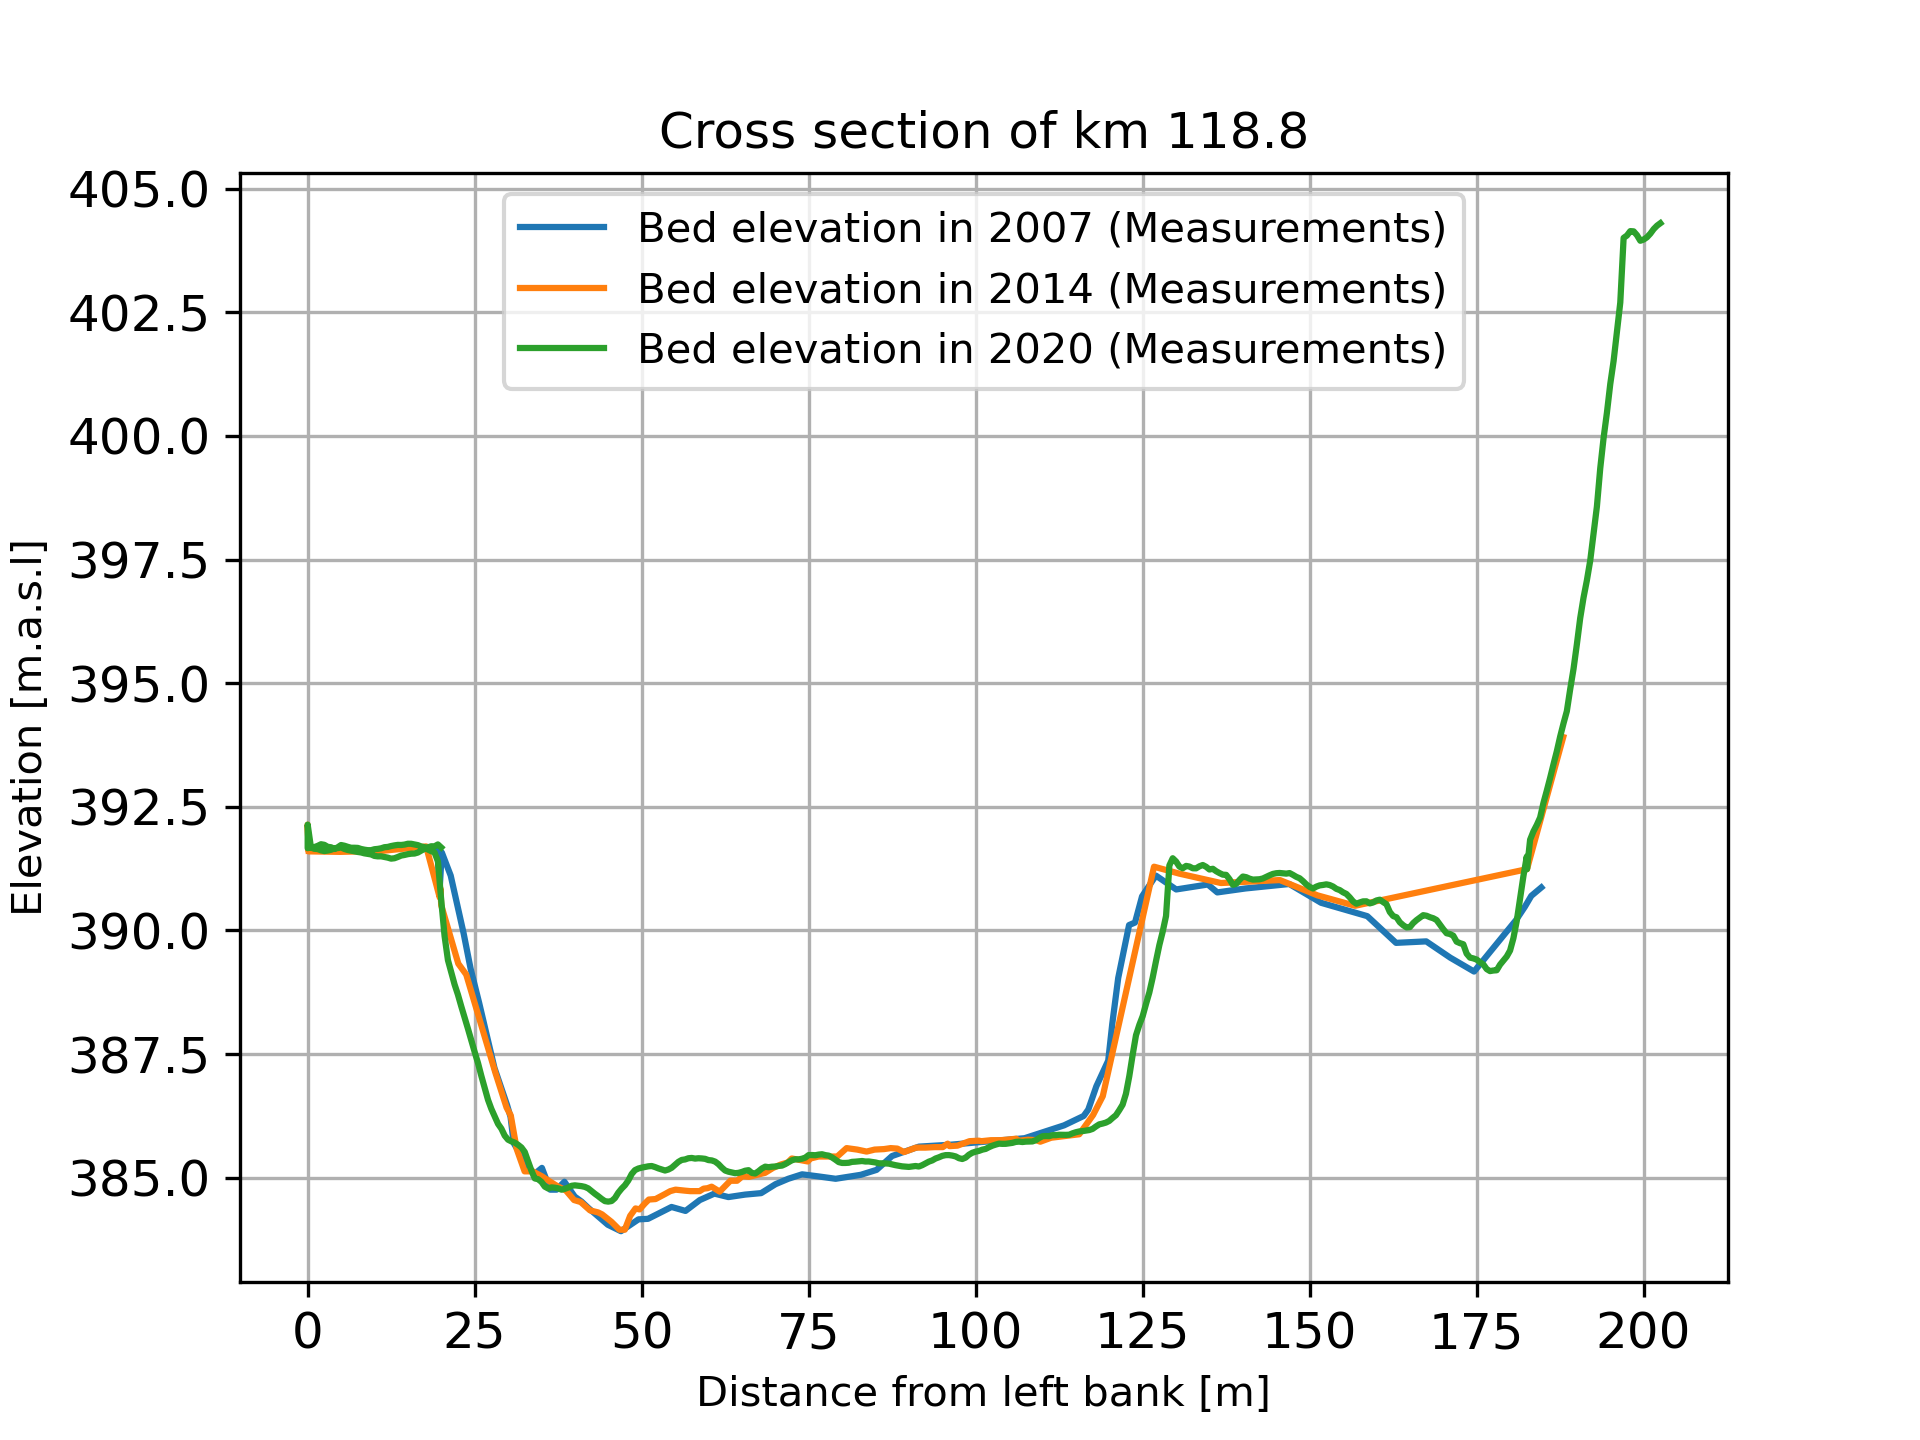 Cross section of km 118.8
405.0
402.5
400.0
397.5
395.0
392.5
390.0
387.5
385.0
Elevation [m.a.s.l]
Bed elevation in 2007 (Measurements)
Bed elevation in 2014 (Measurements)
Bed elevation in 2020 (Measurements)
0 25 50 75 100 125 150 175 200
Distance from left bank [m]